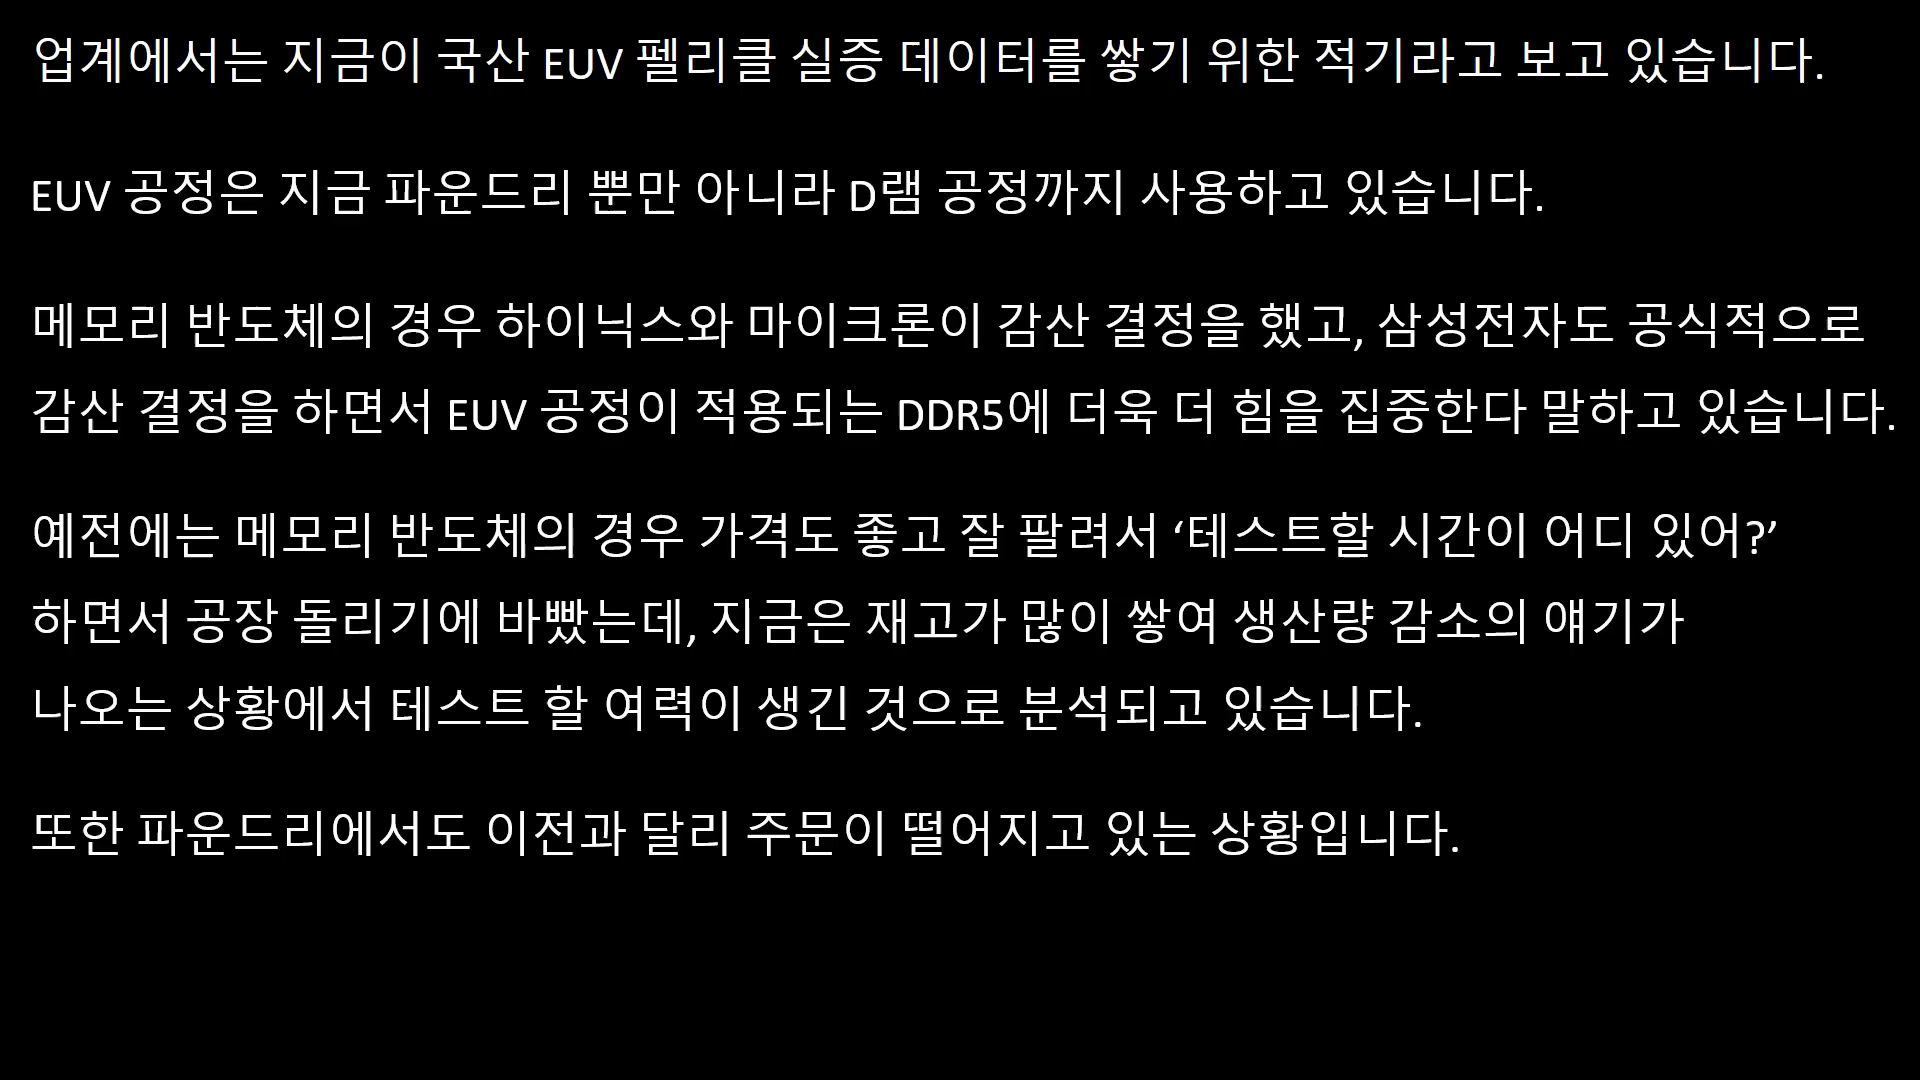 업계에서는 지금이 국산 EUV 펠리클 실증 데이터를 쌓기 위한 적기라고 보고 있습니다.
EUV 공정은 지금 파운드리 뿐만 아니라 D램 공정까지 사용하고 있습니다.
메모리 반도체의 경우 하이닉스와 마이크론이 감산 결정을 했고, 삼성전자도 공식적으로
감산 결정을 하면서 EUV 공정이 적용되는 DDR5에 더욱 더 힘을 집중한다 말하고 있습니다.
예전에는 메모리 반도체의 경우 가격도 좋고 잘 팔려서 ‘테스트할 시간이 어디 있어?’
하면서 공장 돌리기에 바빴는데, 지금은 재고가 많이 쌓여 생산량 감소의 얘기가
나오는 상황에서 테스트 할 여력이 생긴 것으로 분석되고 있습니다.
또한 파운드리에서도 이전과 달리 주문이 떨어지고 있는 상황입니다.